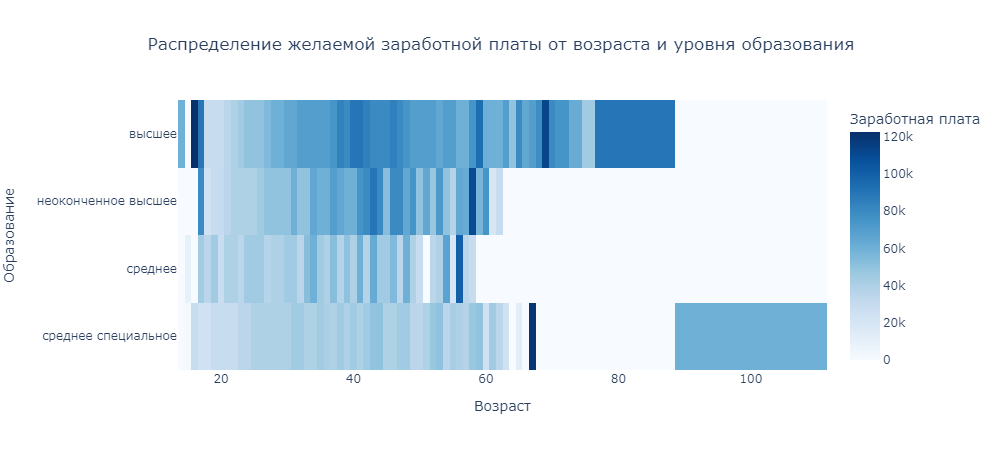 Распределение желаемой заработной платы от возраста и уровня образования
Образование
высшее
неоконченное высшее
среднее
среднее специальное
20
40
60
80
100
Возраст
Заработная плата
120k
100k
80k
60k
40k
20k
0